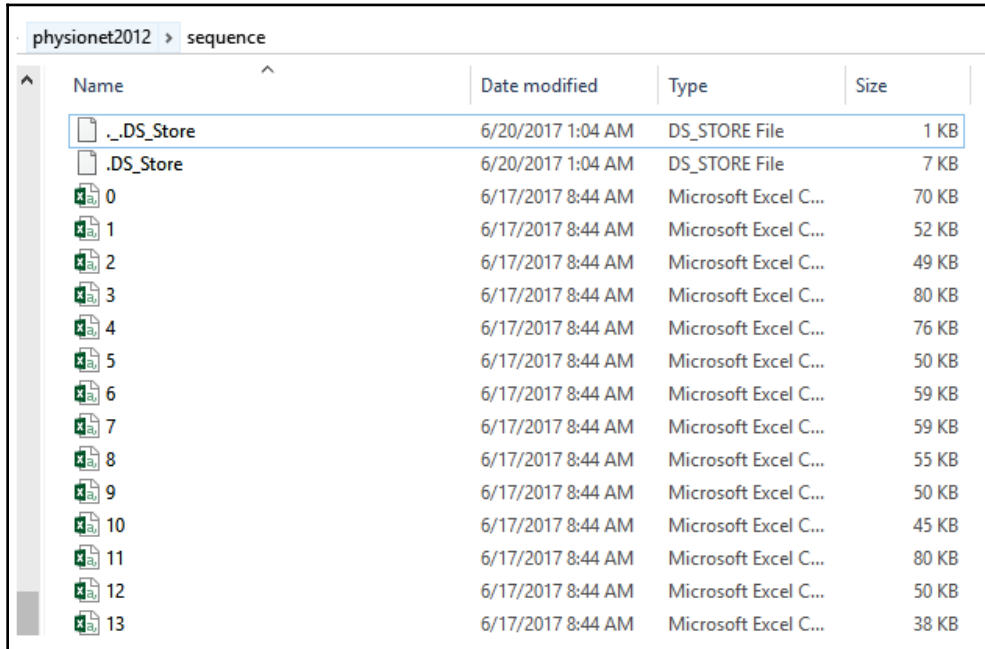 physionet2012 > sequence
Name Date modified Type Size
._.DS_Store 6/20/2017 1:04 AM DS_STORE File 1 KB
.DS_Store 6/20/2017 1:04 AM DS_STORE File 7 KB
0 6/17/2017 8:44 AM Microsoft Excel C... 70 KB
1 6/17/2017 8:44 AM Microsoft Excel C... 52 KB
2 6/17/2017 8:44 AM Microsoft Excel C... 49 KB
3 6/17/2017 8:44 AM Microsoft Excel C... 80 KB
4 6/17/2017 8:44 AM Microsoft Excel C... 76 KB
5 6/17/2017 8:44 AM Microsoft Excel C... 50 KB
6 6/17/2017 8:44 AM Microsoft Excel C... 59 KB
7 6/17/2017 8:44 AM Microsoft Excel C... 59 KB
8 6/17/2017 8:44 AM Microsoft Excel C... 55 KB
9 6/17/2017 8:44 AM Microsoft Excel C... 50 KB
10 6/17/2017 8:44 AM Microsoft Excel C... 45 KB
11 6/17/2017 8:44 AM Microsoft Excel C... 80 KB
12 6/17/2017 8:44 AM Microsoft Excel C... 50 KB
13 6/17/2017 8:44 AM Microsoft Excel C... 38 KB